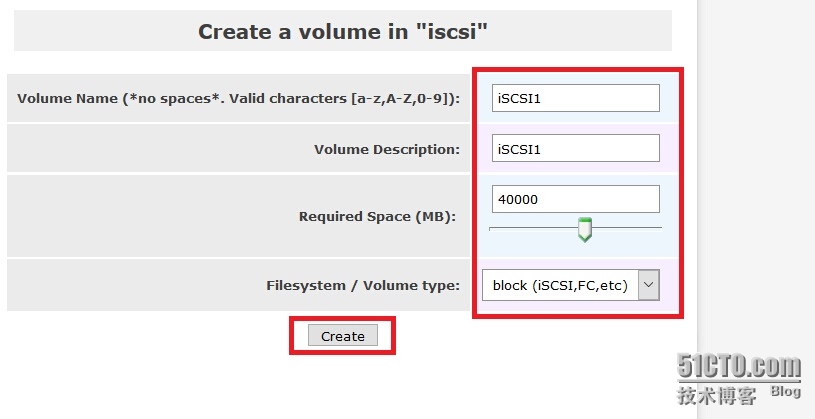 Create a volume in "iscsi"
Volume Name (*no spaces*. Valid characters [a-z,A-Z,0-9]): iSCSI1
Volume Description: iSCSI1
Required Space (MB): 40000
Filesystem / Volume type: block (iSCSI,FC,etc)
Create
51CTO.com
技术博客 Blog